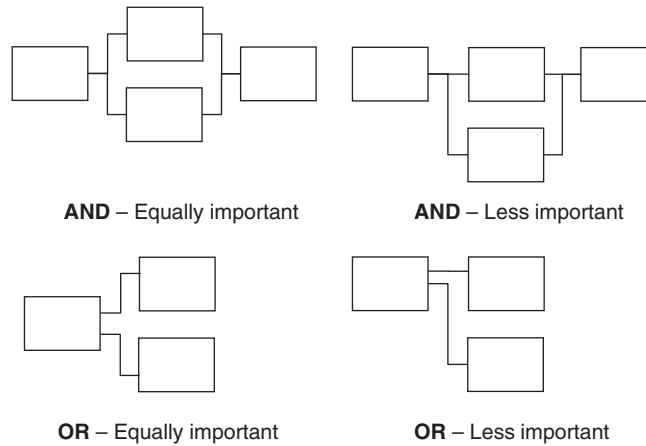 AND – Equally important
AND – Less important
OR – Equally important
OR – Less important